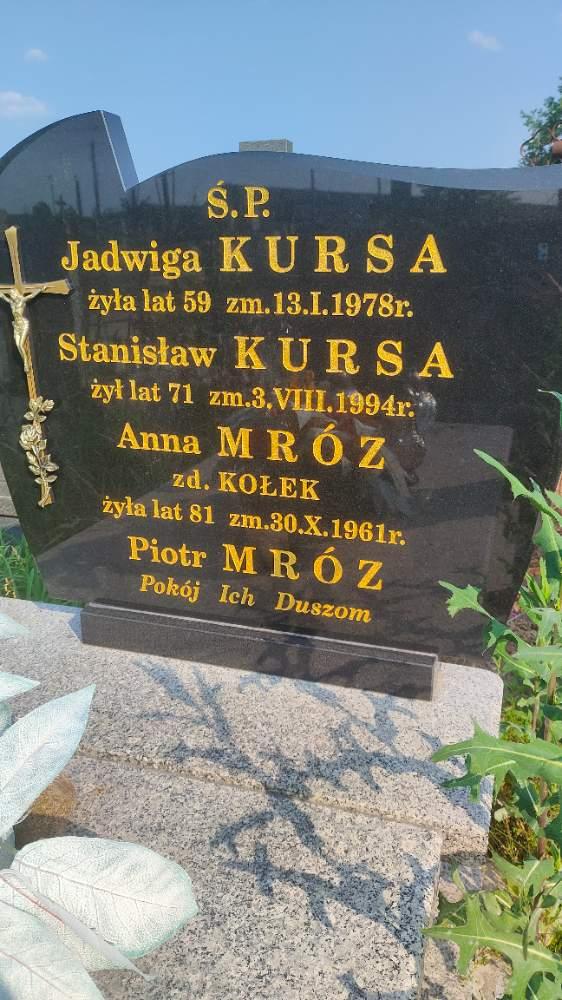 Ś.P.
Jadwiga KURSA
żyła lat 59 zm.13.I.1978r.
Stanisław KURSA
żył lat 71 zm.3.VIII.1994r.
Anna MRÓZ
zd. KOŁEK
żyła lat 81 zm.30.X.1961r.
Piotr MRÓZ
Pokój Ich Duszom